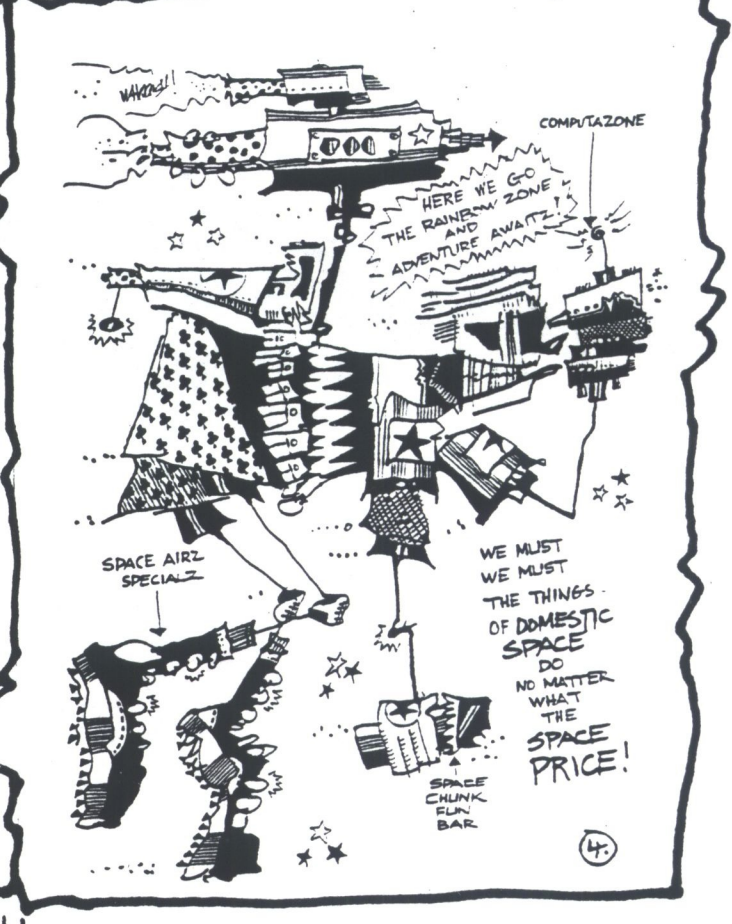 WHOOSH!!
COMPUTAZONE
HERE WE GO
THE RAINBOW ZONE
AND
ADVENTURE AWAITZ!
SPACE AIRZ
SPECIALZ
WE MUST
WE MUST
THE THINGS
OF DOMESTIC
SPACE
DO
NO MATTER
WHAT
THE
SPACE
PRICE!
SPACE
CHUNK
FUN
BAR
4.